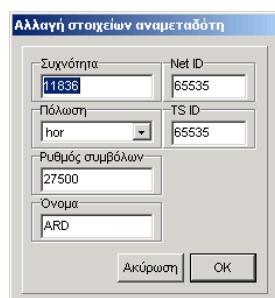 Αλλαγή στοιχείων αναμεταδότη
Συχνότητα
Net ID
11836
65535
Πόλωση
TS ID
hor
65535
Ρυθμός συμβόλων
27500
Όνομα
ARD
Ακύρωση
OK